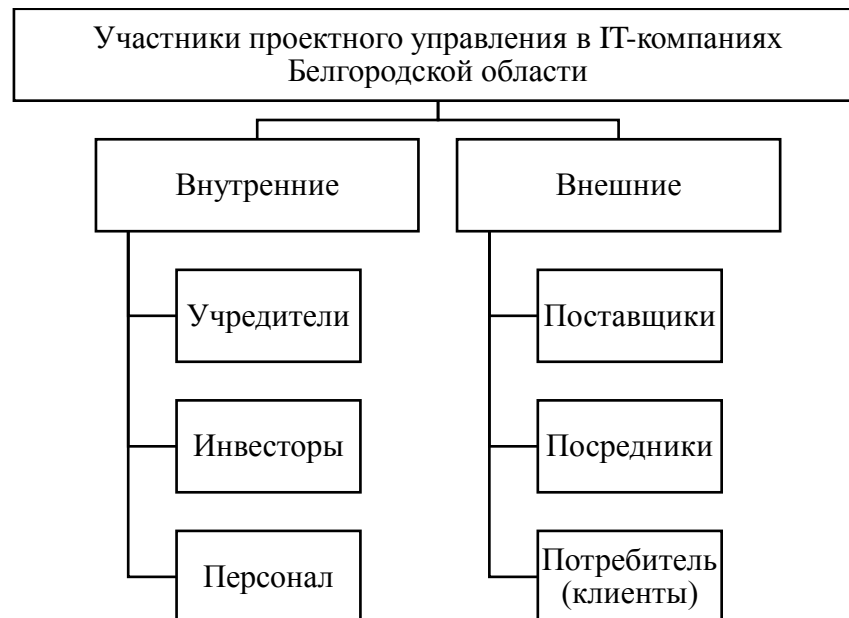 Участники проектного управления в IT-компаниях
Белгородской области
Внутренние
Внешние
Учредители
Поставщики
Инвесторы
Посредники
Персонал
Потребитель
(клиенты)